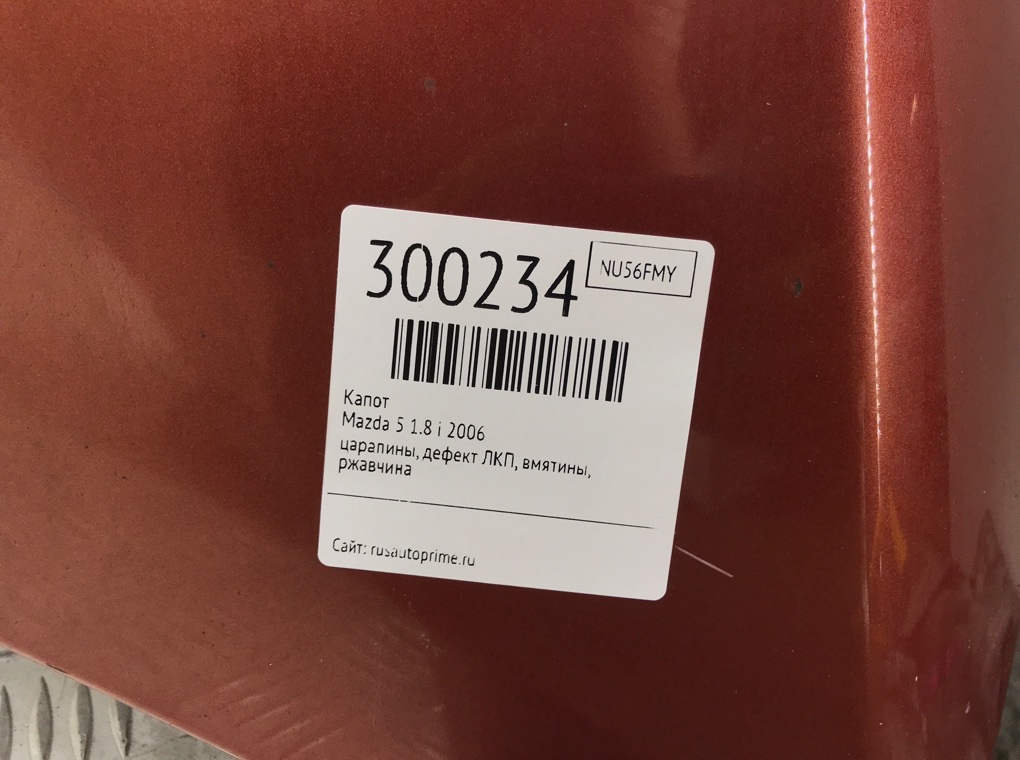 300234
NU56FMY
Капот
Mazda 5 1.8 i 2006
царапины, дефект ЛКП, вмятины,
ржавчина
Сайт: rusautoprime.ru